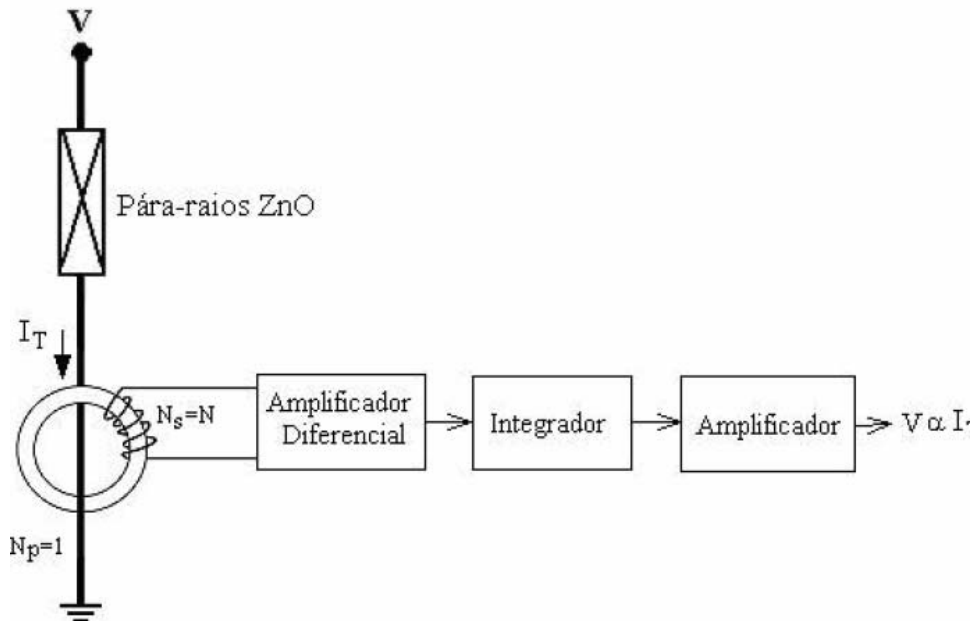 V
Pára-raios ZnO
I_T
N_s=N
Amplificador
Diferencial
Integrador
Amplificador
V α I
N_p=1